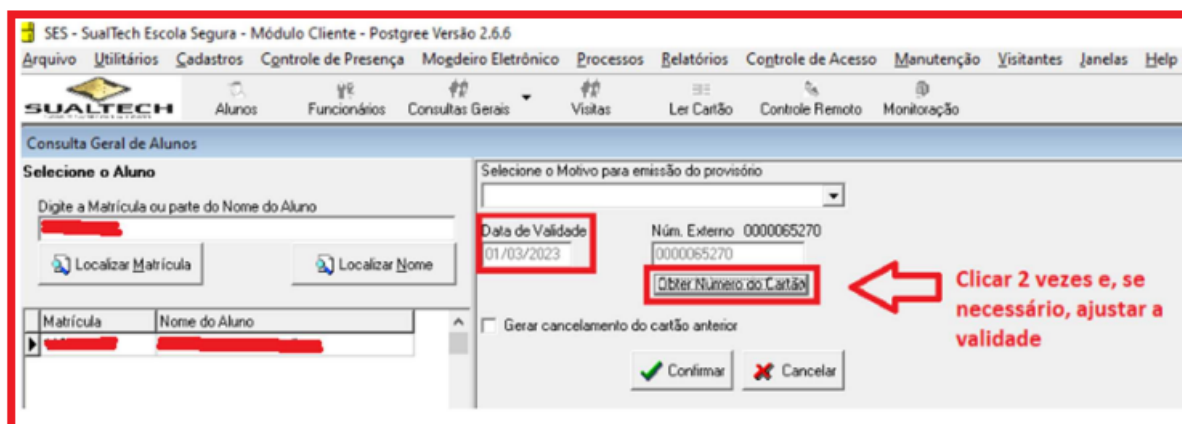 SES - SualTech Escola Segura - Módulo Cliente - Postgree Versão 2.6.6
Arquivo Utilitários Cadastros Controle de Presença Mogdeiro Eletrônico Processos Relatórios Controle de Acesso Manutenção Visitantes Janelas Help
SUALTECH Alunos Funcionários Consultas Gerais Visitas Ler Cartão Controle Remoto Monitoração
Consulta Geral de Alunos
Selecione o Aluno
Digite a Matrícula ou parte do Nome do Aluno
Localizar Matrícula Localizar Nome
Matrícula Nome do Aluno
Selecione o Motivo para emissão do provisório
Data de Validade Núm. Externo 0000065270
01/03/2023 0000065270
Obter Número do Cartão
Gerar cancelamento do cartão anterior
Confirmar Cancelar
Clicar 2 vezes e, se
necessário, ajustar a
validade